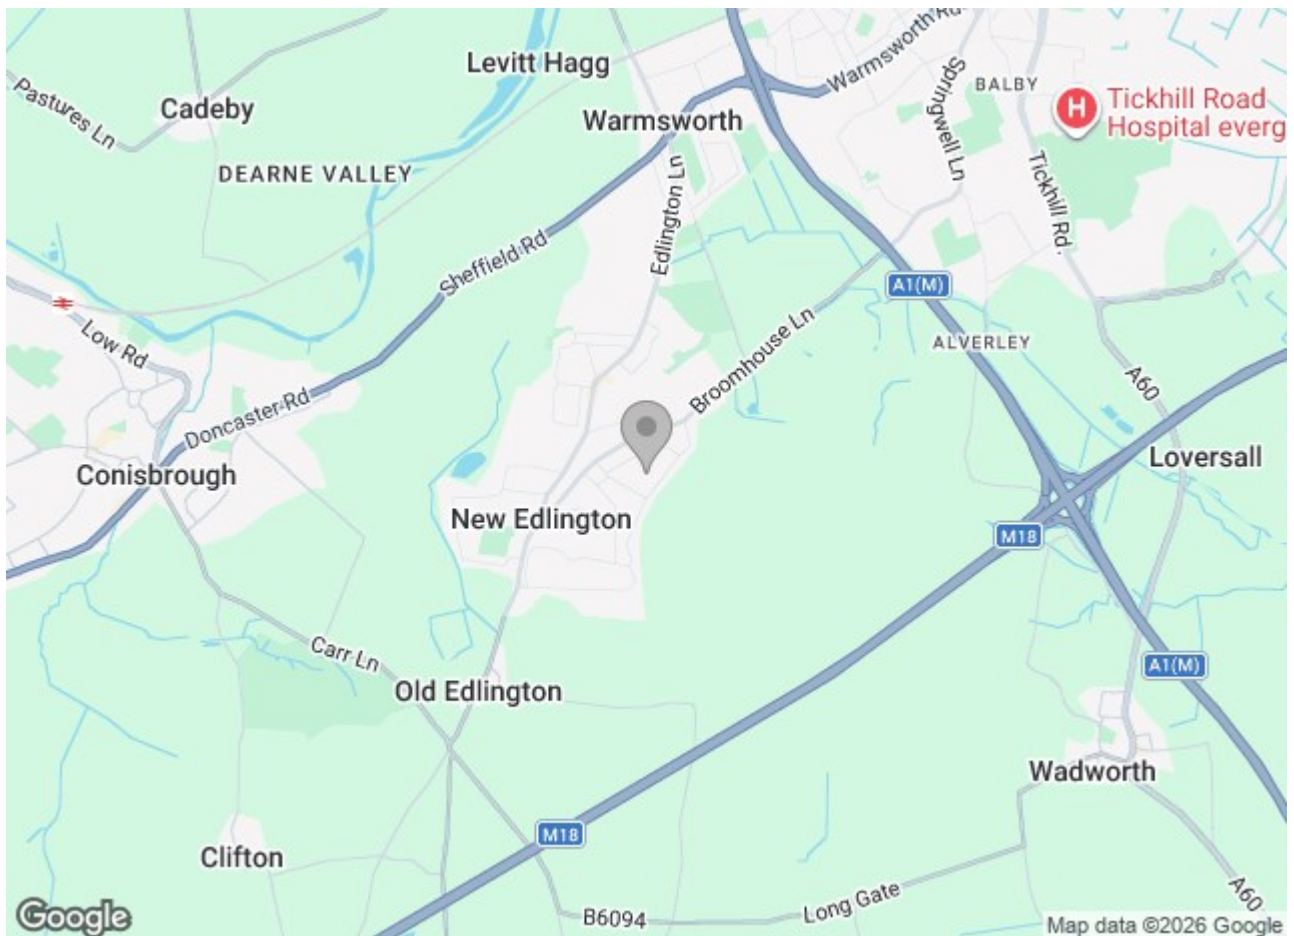 Levitt Hagg
Warmsworth Rd
BALBY
Springwell Ln
Tickhill Road
Hospital everg
Pastures Ln
Cadeby
Warmsworth
DEARNE VALLEY
Edlington Ln
Tickhill Rd.
Sheffield Rd
A1(M)
Low Rd
Broomhouse Ln
ALVERLEY
A60
Doncaster Rd
Conisbrough
Loversall
New Edlington
M18
Carr Ln
Old Edlington
A1(M)
Wadworth
M18
Clifton
A60
Long Gate
B6094
Google
Map data ©2026 Google